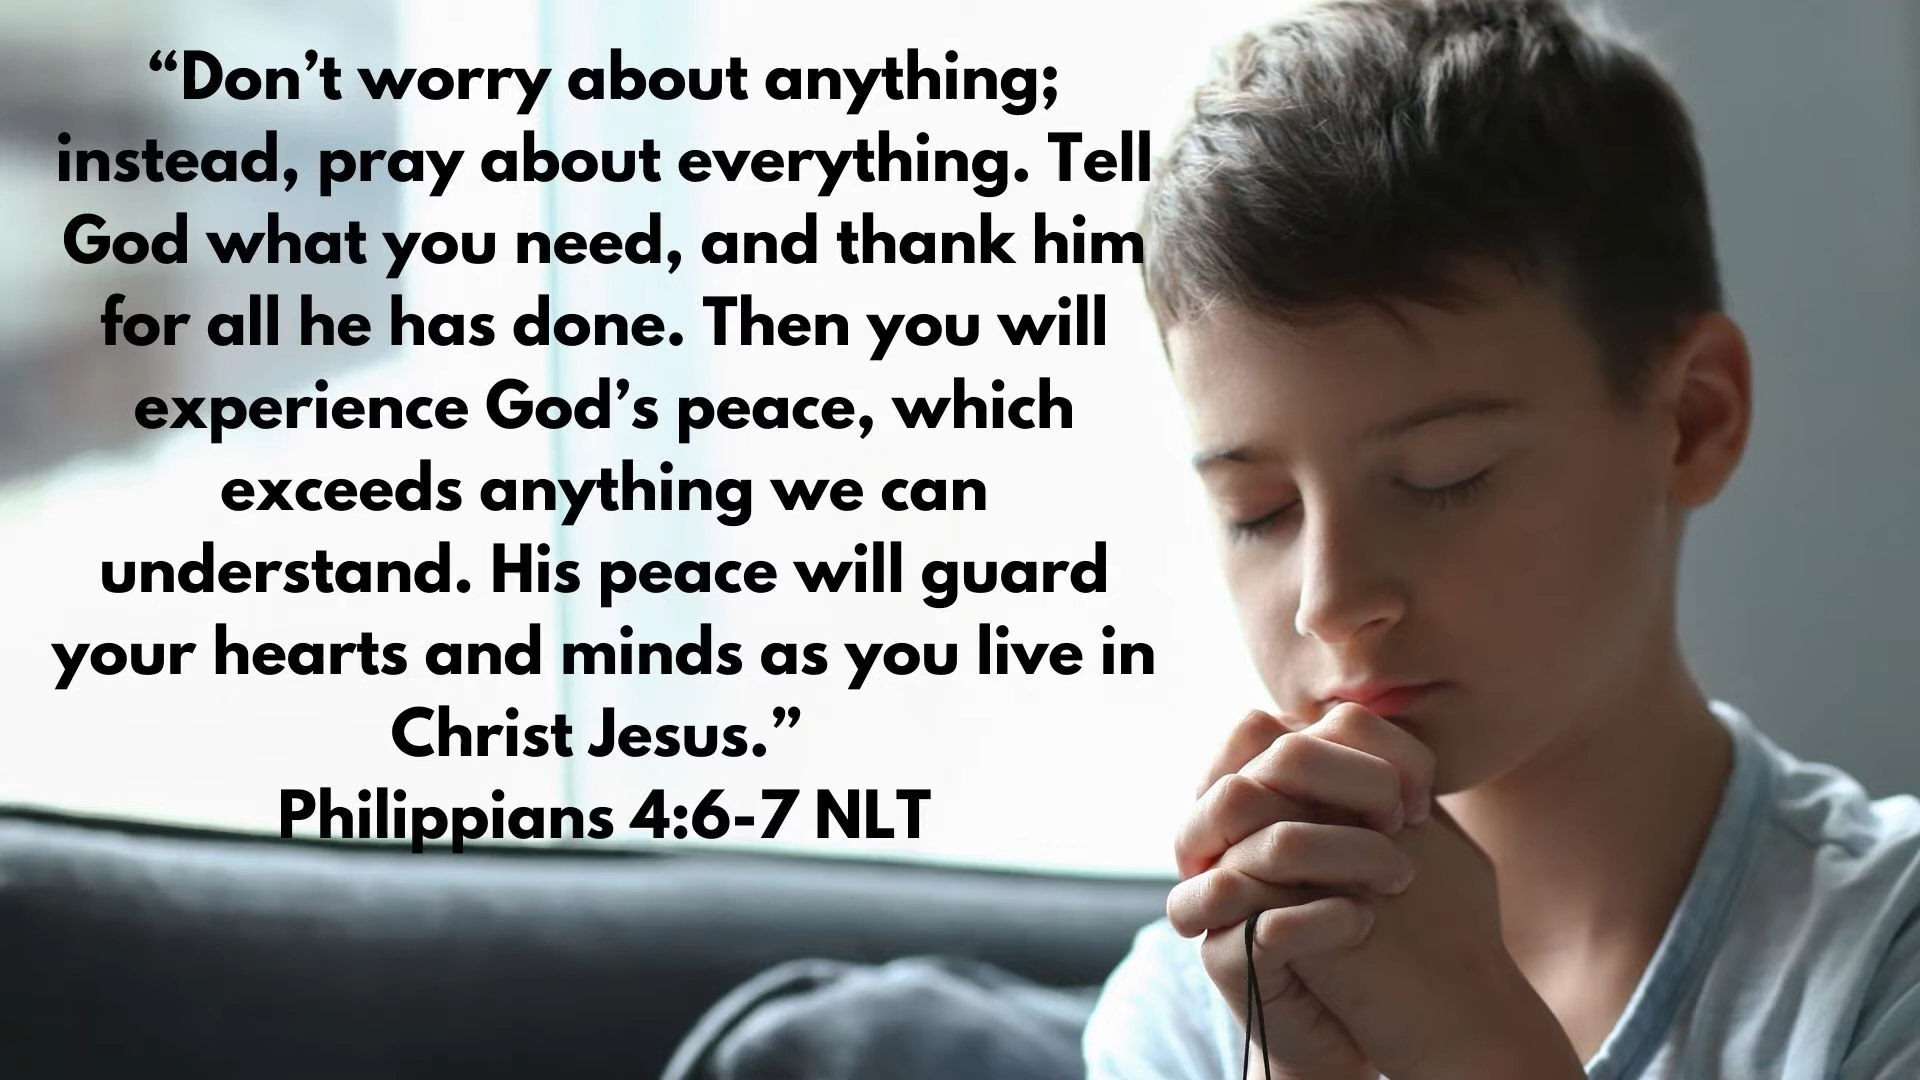 “Don’t worry about anything;
instead, pray about everything. Tell
God what you need, and thank him
for all he has done. Then you will
experience God’s peace, which
exceeds anything we can
understand. His peace will guard
your hearts and minds as you live in
Christ Jesus.”
Philippians 4:6-7 NLT